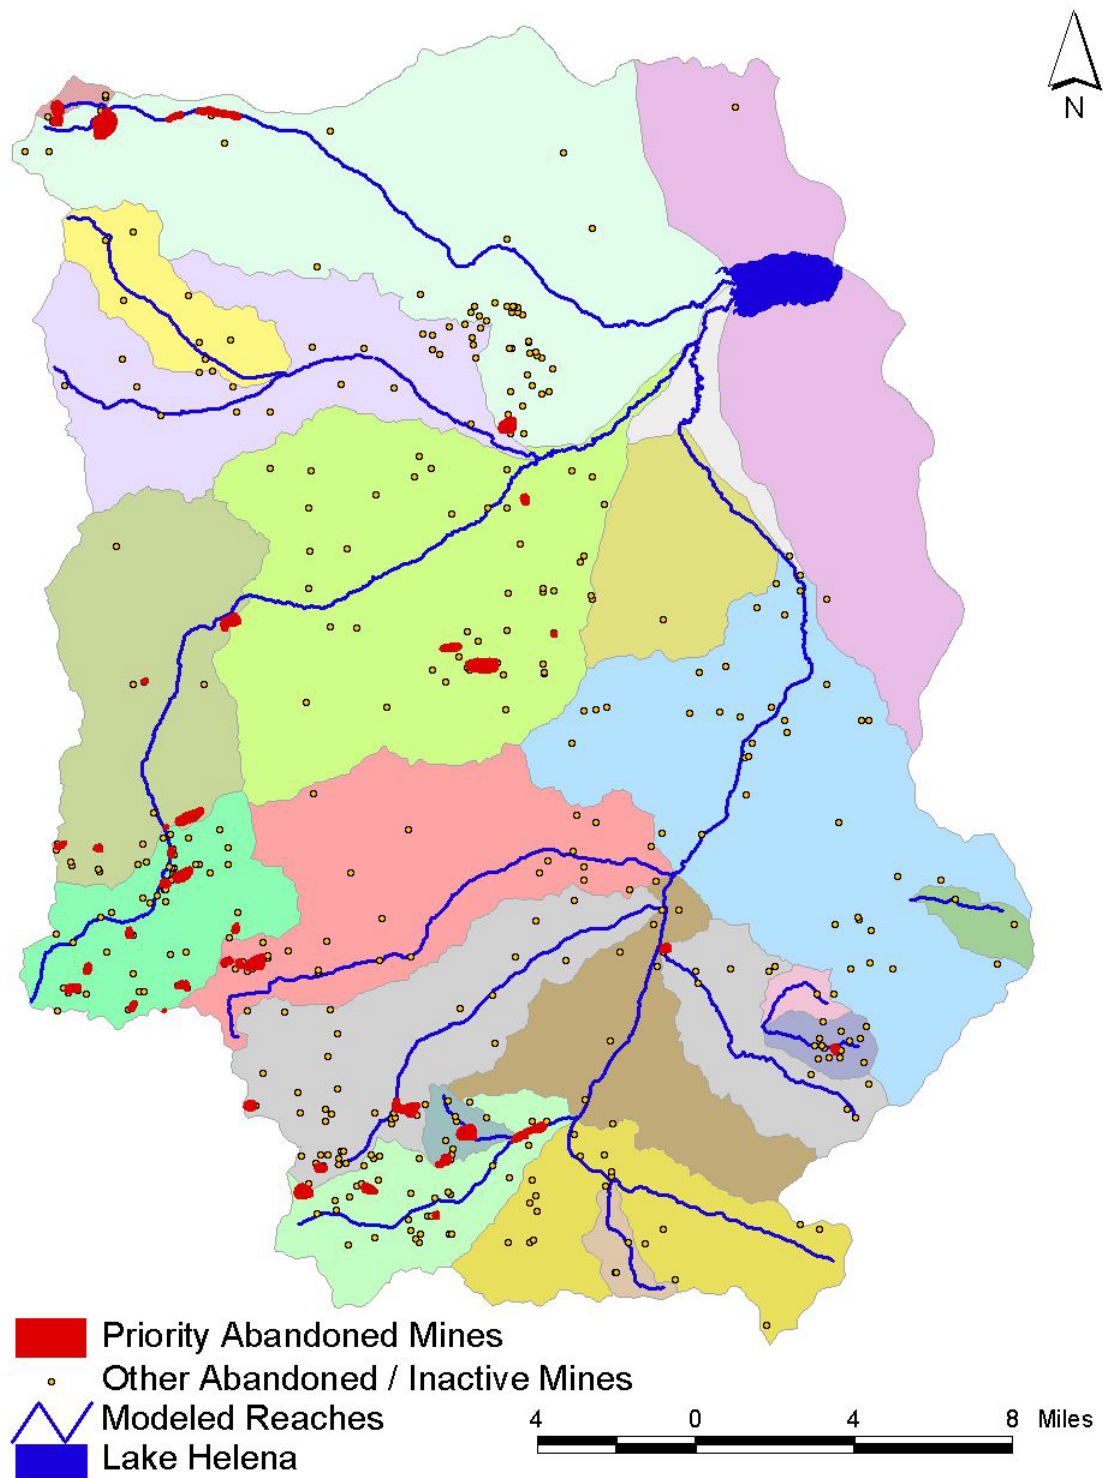 N
Priority Abandoned Mines
Other Abandoned / Inactive Mines
Modeled Reaches
Lake Helena
4 0 4 8 Miles